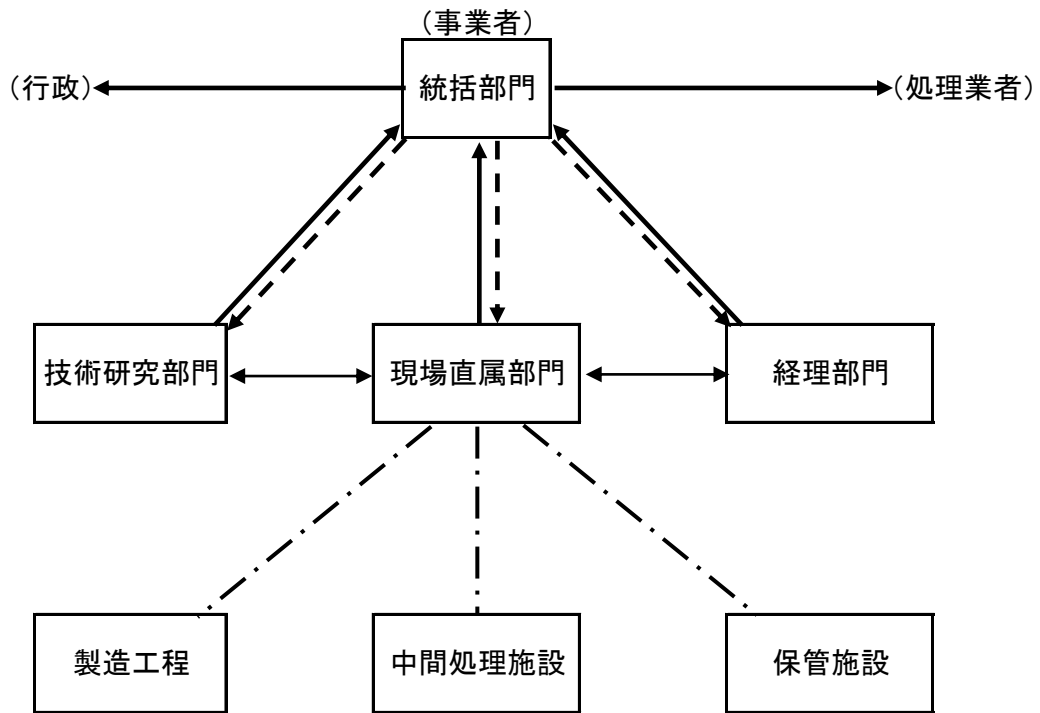 （事業者）
（行政）
統括部門
（処理業者）
技術研究部門
現場直属部門
経理部門
製造工程
中間処理施設
保管施設